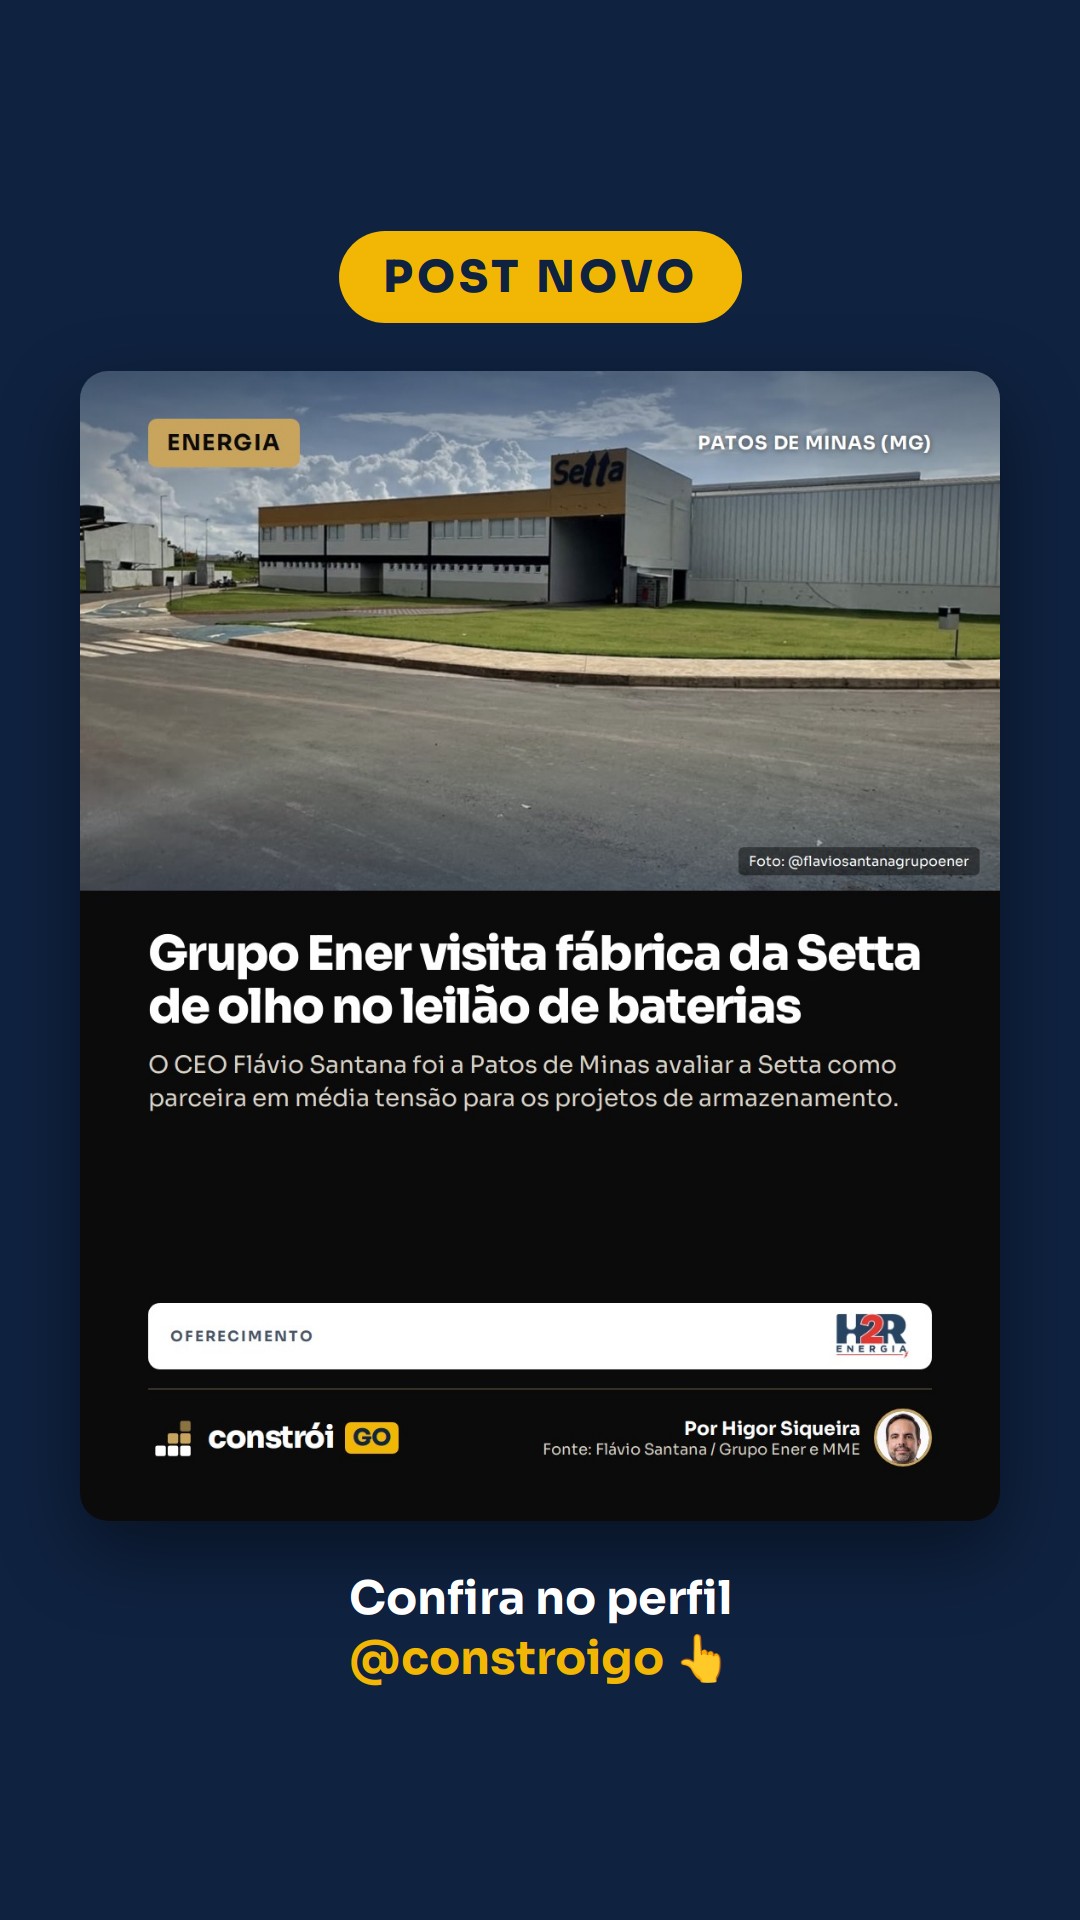 POST NOVO
ENERGIA
PATOS DE MINAS (MG)
Setta
Foto: @flaviosantanagrupoener
Grupo Ener visita fábrica da Setta
de olho no leilão de baterias
O CEO Flávio Santana foi a Patos de Minas avaliar a Setta como
parceira em média tensão para os projetos de armazenamento.
OFERECIMENTO
H2R
ENERGIA
constrói GO
Por Higor Siqueira
Fonte: Flávio Santana / Grupo Ener e MME
Confira no perfil
@constroigo 👆